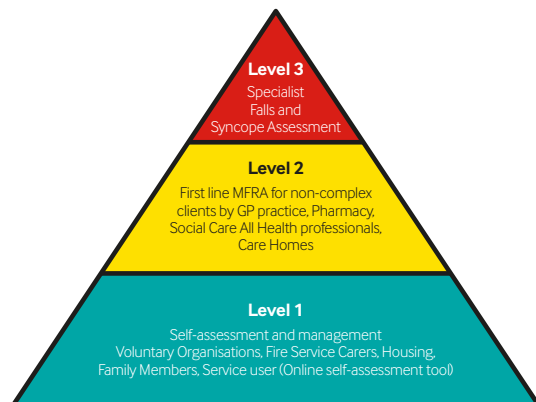 Level 3
Specialist
Falls and
Syncope Assessment
Level 2
First line MFRA for non-complex
clients by GP practice, Pharmacy,
Social Care All Health professionals,
Care Homes
Level 1
Self-assessment and management
Voluntary Organisations, Fire Service Carers, Housing,
Family Members, Service user (Online self-assessment tool)